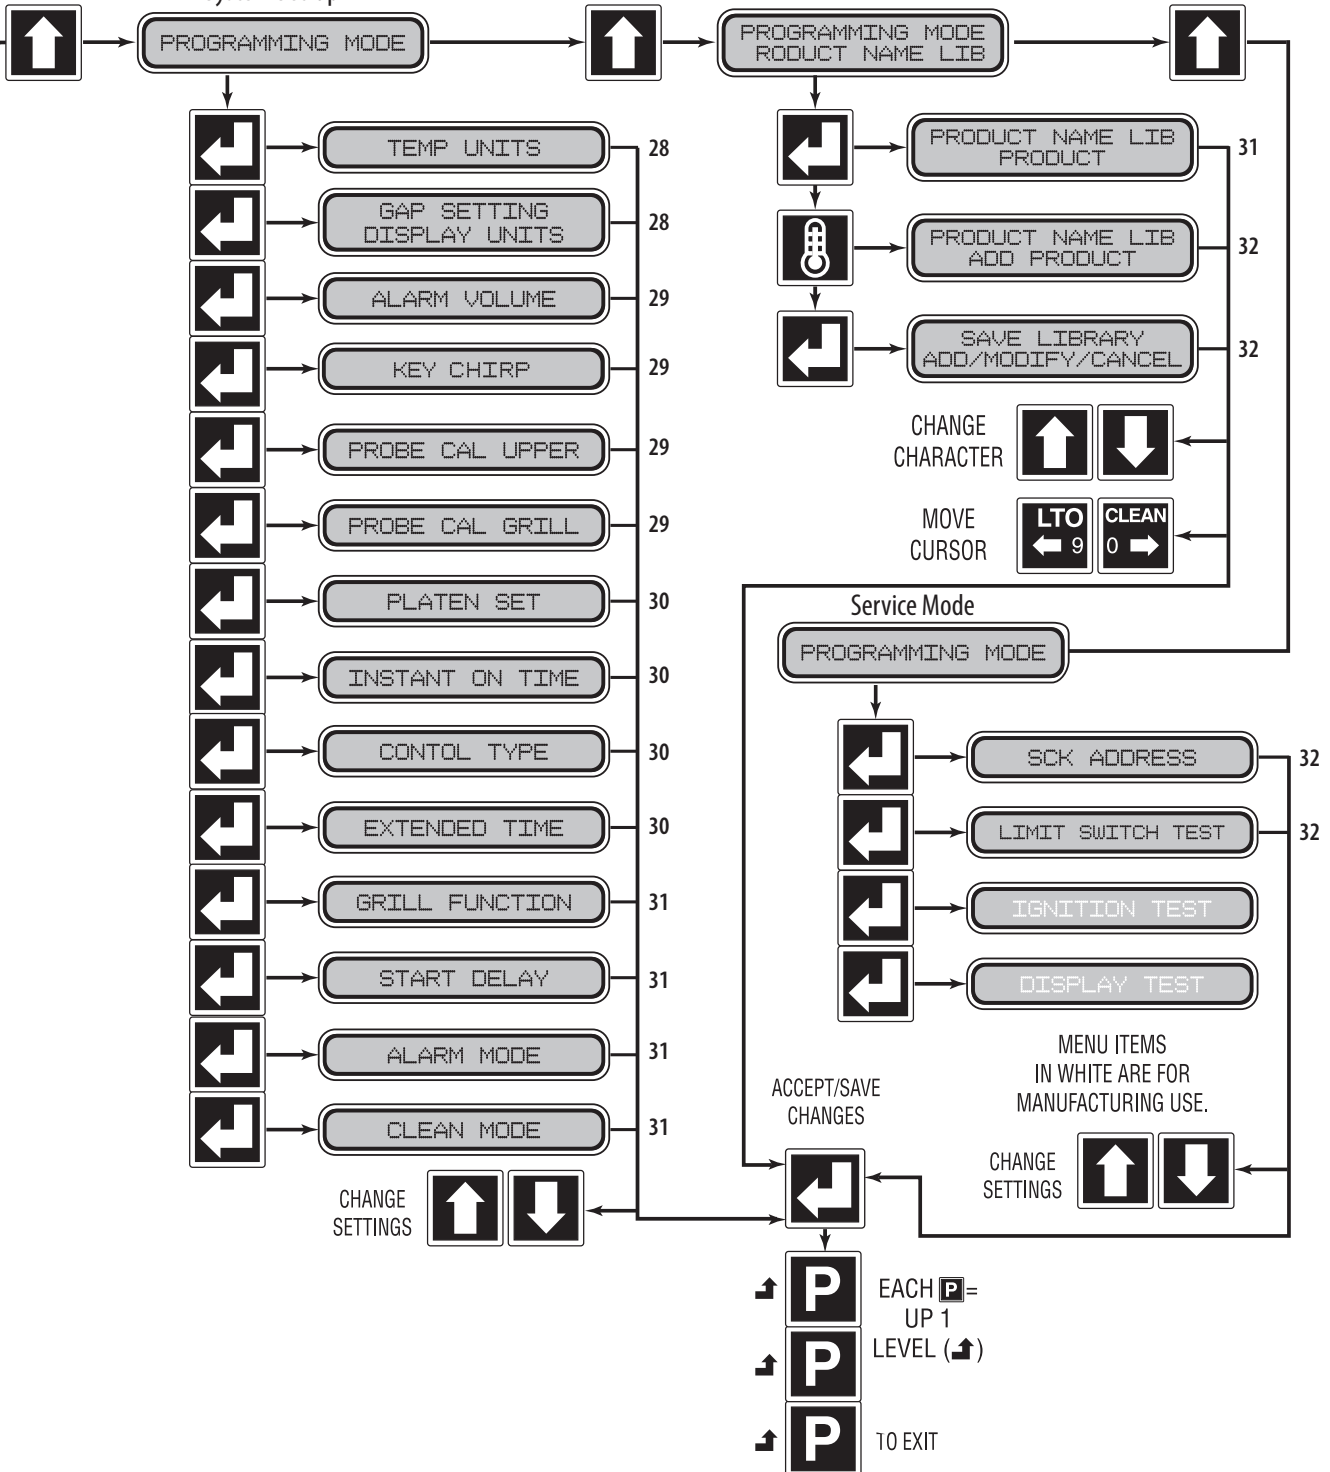 PROGRAMMING MODE
TEMP UNITS
28
GAP SETTING
DISPLAY UNITS
28
ALARM VOLUME
29
KEY CHIRP
29
PROBE CAL UPPER
29
PROBE CAL GRILL
29
PLATEN SET
30
INSTANT ON TIME
30
CONTOL TYPE
30
EXTENDED TIME
30
GRILL FUNCTION
31
START DELAY
31
ALARM MODE
31
CLEAN MODE
31
CHANGE
SETTINGS
PROGRAMMING MODE
RODUCT NAME LIB
PRODUCT NAME LIB
PRODUCT
31
PRODUCT NAME LIB
ADD PRODUCT
32
SAVE LIBRARY
ADD/MODIFY/CANCEL
32
CHANGE
CHARACTER
MOVE
CURSOR
LTO
9
CLEAN
0
Service Mode
PROGRAMMING MODE
SCK ADDRESS
32
LIMIT SWITCH TEST
32
IGNITION TEST
DISPLAY TEST
MENU ITEMS
IN WHITE ARE FOR
MANUFACTURING USE.
CHANGE
SETTINGS
ACCEPT/SAVE
CHANGES
P
EACH P =
UP 1
LEVEL ( )
P
P
TO EXIT